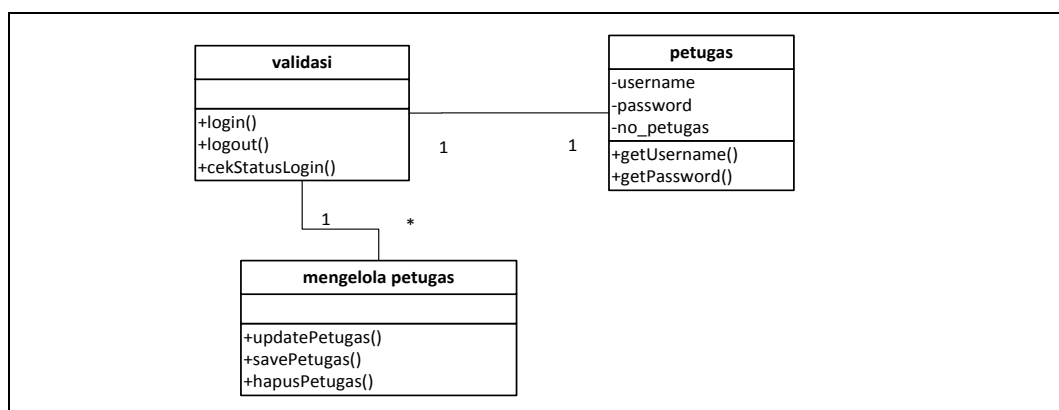 validasi
+login()
+logout()
+cekStatusLogin()
petugas
-username
-password
-no_petugas
+getUsername()
+getPassword()
1
1
1
*
mengelola petugas
+updatePetugas()
+savePetugas()
+hapusPetugas()